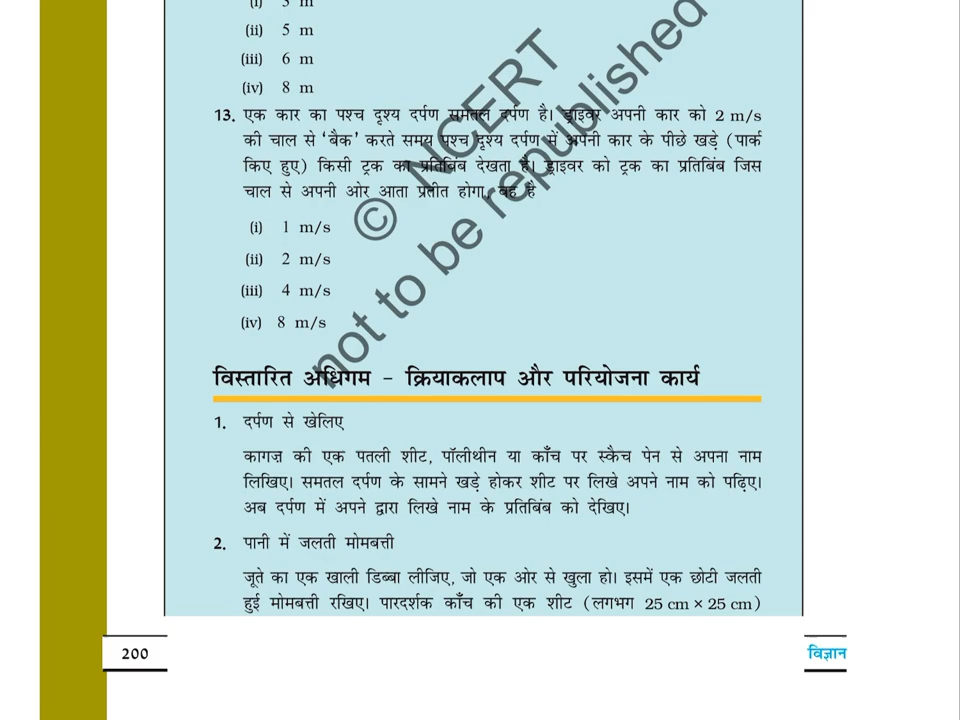 (i) 3 m
(ii) 5 m
(iii) 6 m
(iv) 8 m
13. एक कार का पश्च दृश्य दर्पण समतल दर्पण है। ड्राइवर अपनी कार को 2 m/s
की चाल से ‘बैक’ करते समय पश्च दृश्य दर्पण में अपनी कार के पीछे खड़े (पार्क
किए हुए) किसी ट्रक का प्रतिबिंब देखता है। ड्राइवर को ट्रक का प्रतिबिंब जिस
चाल से अपनी ओर आता प्रतीत होगा, वह है
(i) 1 m/s
(ii) 2 m/s
(iii) 4 m/s
(iv) 8 m/s
© NCERT
not to be republished
विस्तारित अधिगम – क्रियाकलाप और परियोजना कार्य
1. दर्पण से खेलिए
कागज़ की एक पतली शीट, पॉलीथीन या काँच पर स्कैच पेन से अपना नाम
लिखिए। समतल दर्पण के सामने खड़े होकर शीट पर लिखे अपने नाम को पढ़िए।
अब दर्पण में अपने द्वारा लिखे नाम के प्रतिबिंब को देखिए।
2. पानी में जलती मोमबत्ती
जूते का एक खाली डिब्बा लीजिए, जो एक ओर से खुला हो। इसमें एक छोटी जलती
हुई मोमबत्ती रखिए। पारदर्शक काँच की एक शीट (लगभग 25 cm × 25 cm)
200
विज्ञान